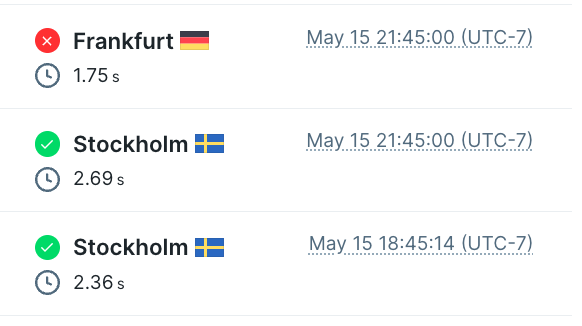 Frankfurt May 15 21:45:00 (UTC-7)
1.75 s
Stockholm May 15 21:45:00 (UTC-7)
2.69 s
Stockholm May 15 18:45:14 (UTC-7)
2.36 s